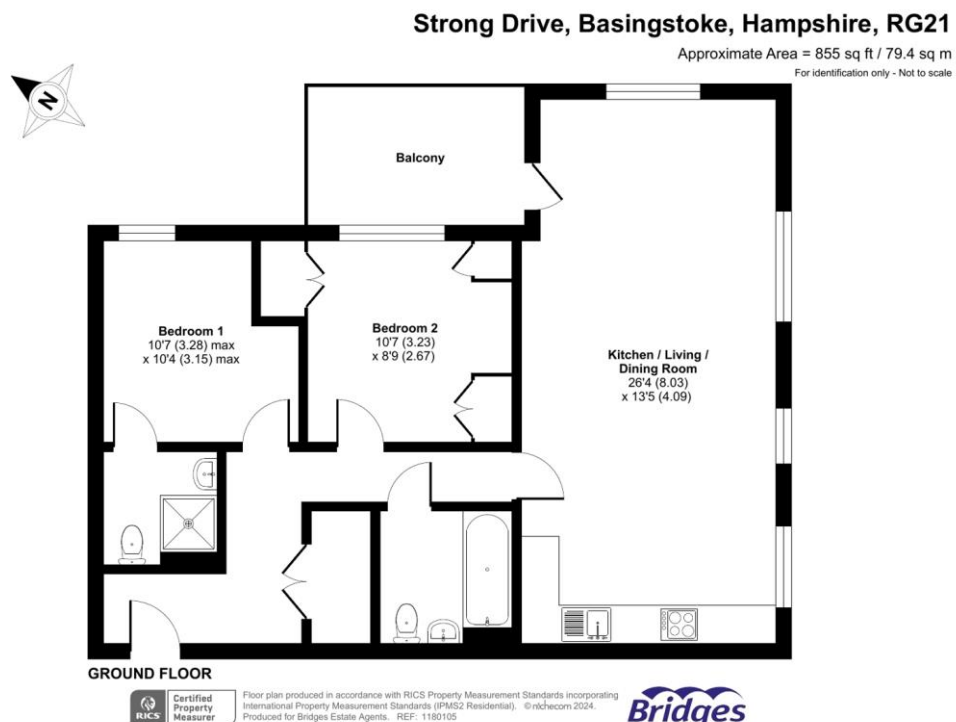 Strong Drive, Basingstoke, Hampshire, RG21
Approximate Area = 855 sq ft / 79.4 sq m
For identification only - Not to scale
N
Balcony
Bedroom 1
10'7 (3.28) max
x 10'4 (3.15) max
Bedroom 2
10'7 (3.23)
x 8'9 (2.67)
Kitchen / Living /
Dining Room
26'4 (8.03)
x 13'5 (4.09)
GROUND FLOOR
RICS
Certified
Property
Measurer
Floor plan produced in accordance with RICS Property Measurement Standards incorporating
International Property Measurement Standards (IPMS2 Residential). © nichecom 2024.
Produced for Bridges Estate Agents. REF: 1180105
Bridges